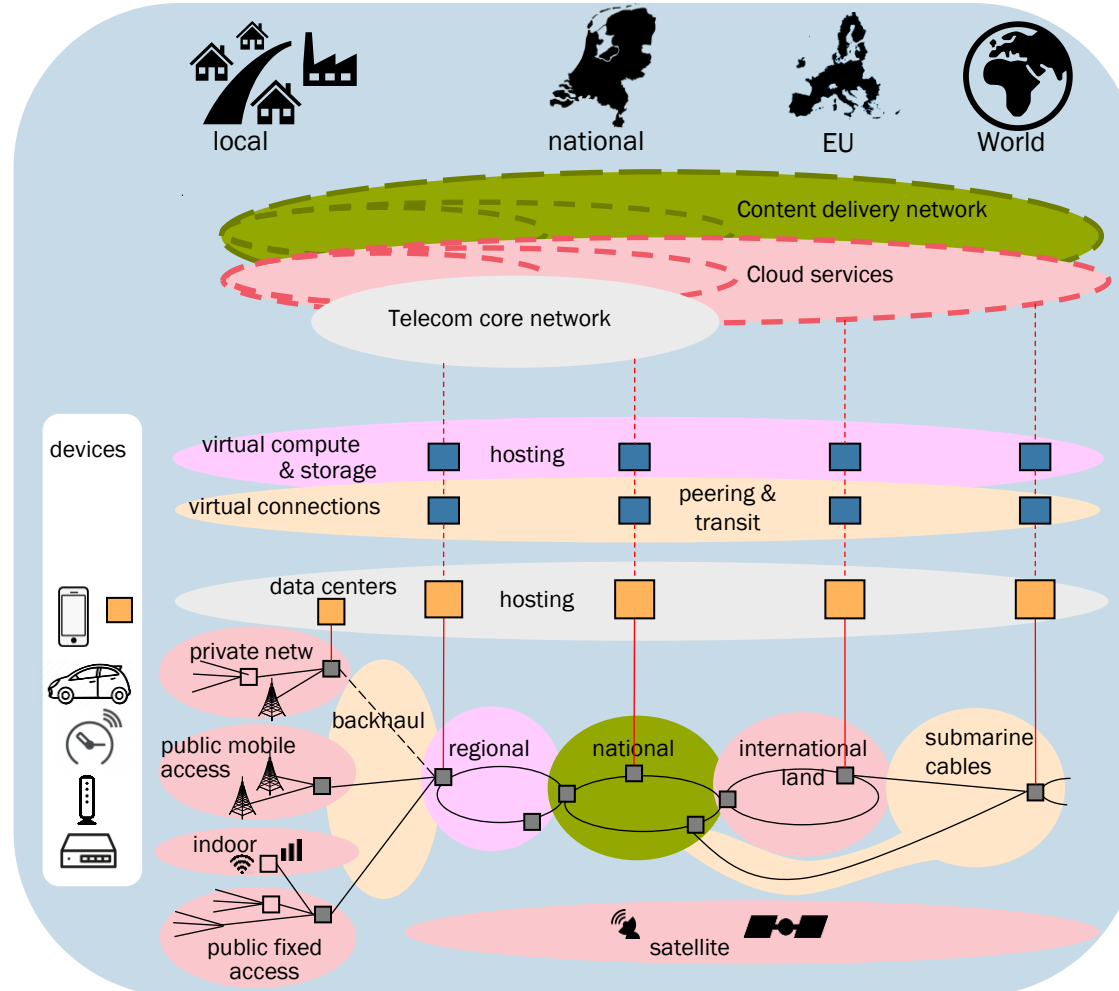 local
national
EU
World
Content delivery network
Cloud services
Telecom core network
devices
virtual compute
& storage
hosting
virtual connections
peering &
transit
data centers
hosting
private netw
backhaul
public mobile
access
regional
national
international
land
submarine
cables
indoor
public fixed
access
satellite